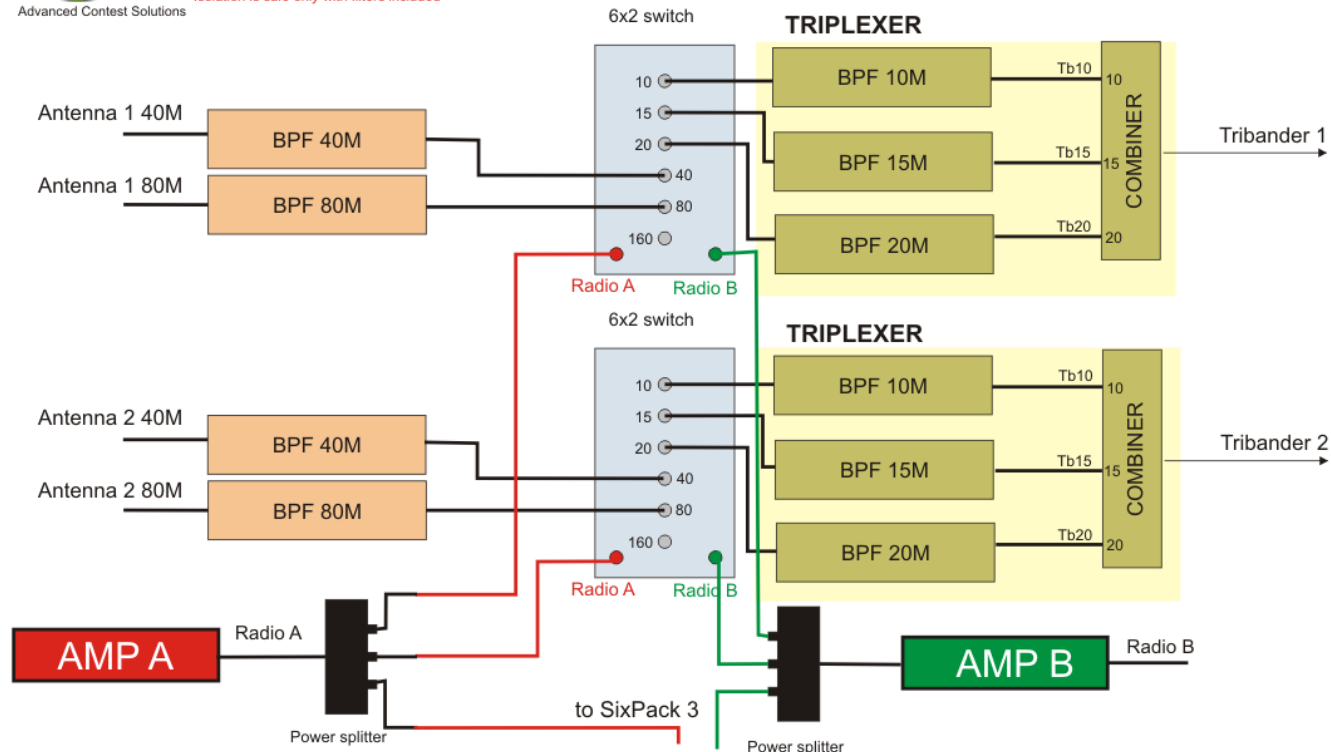 Advanced Contest Solutions
6x2 switch
TRIPLEXER
10
BPF 10M
Tb10
10
Antenna 1 40M
BPF 40M
15
BPF 15M
Tb15
15
COMBINER
Tribander 1
20
40
Antenna 1 80M
BPF 80M
80
BPF 20M
Tb20
20
160
Radio A
Radio B
6x2 switch
TRIPLEXER
10
BPF 10M
Tb10
10
Antenna 2 40M
BPF 40M
15
BPF 15M
Tb15
15
COMBINER
Tribander 2
20
40
Antenna 2 80M
BPF 80M
80
BPF 20M
Tb20
20
160
Radio A
Radio B
AMP A
Radio A
AMP B
Radio B
to SixPack 3
Power splitter
Power splitter